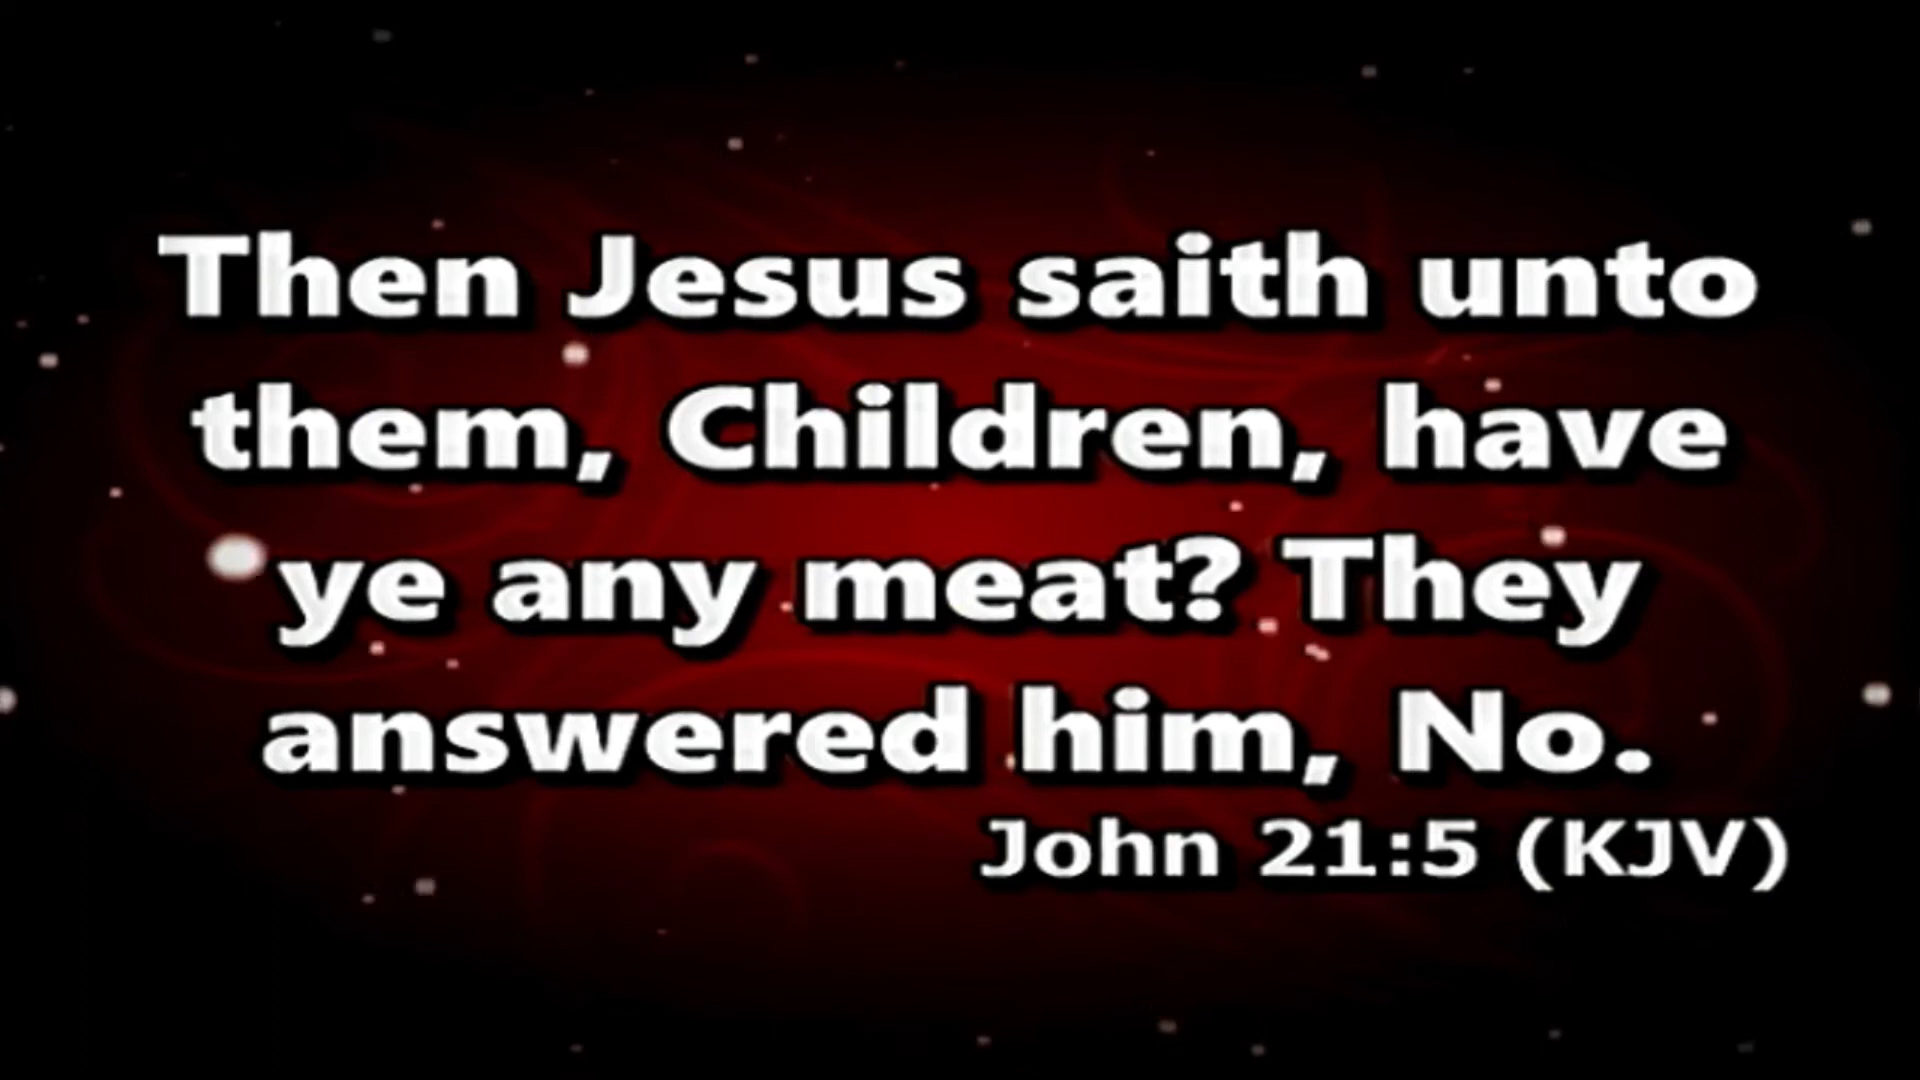 Then Jesus saith unto
them, Children, have
ye any meat? They
answered him, No.
John 21:5 (KJV)